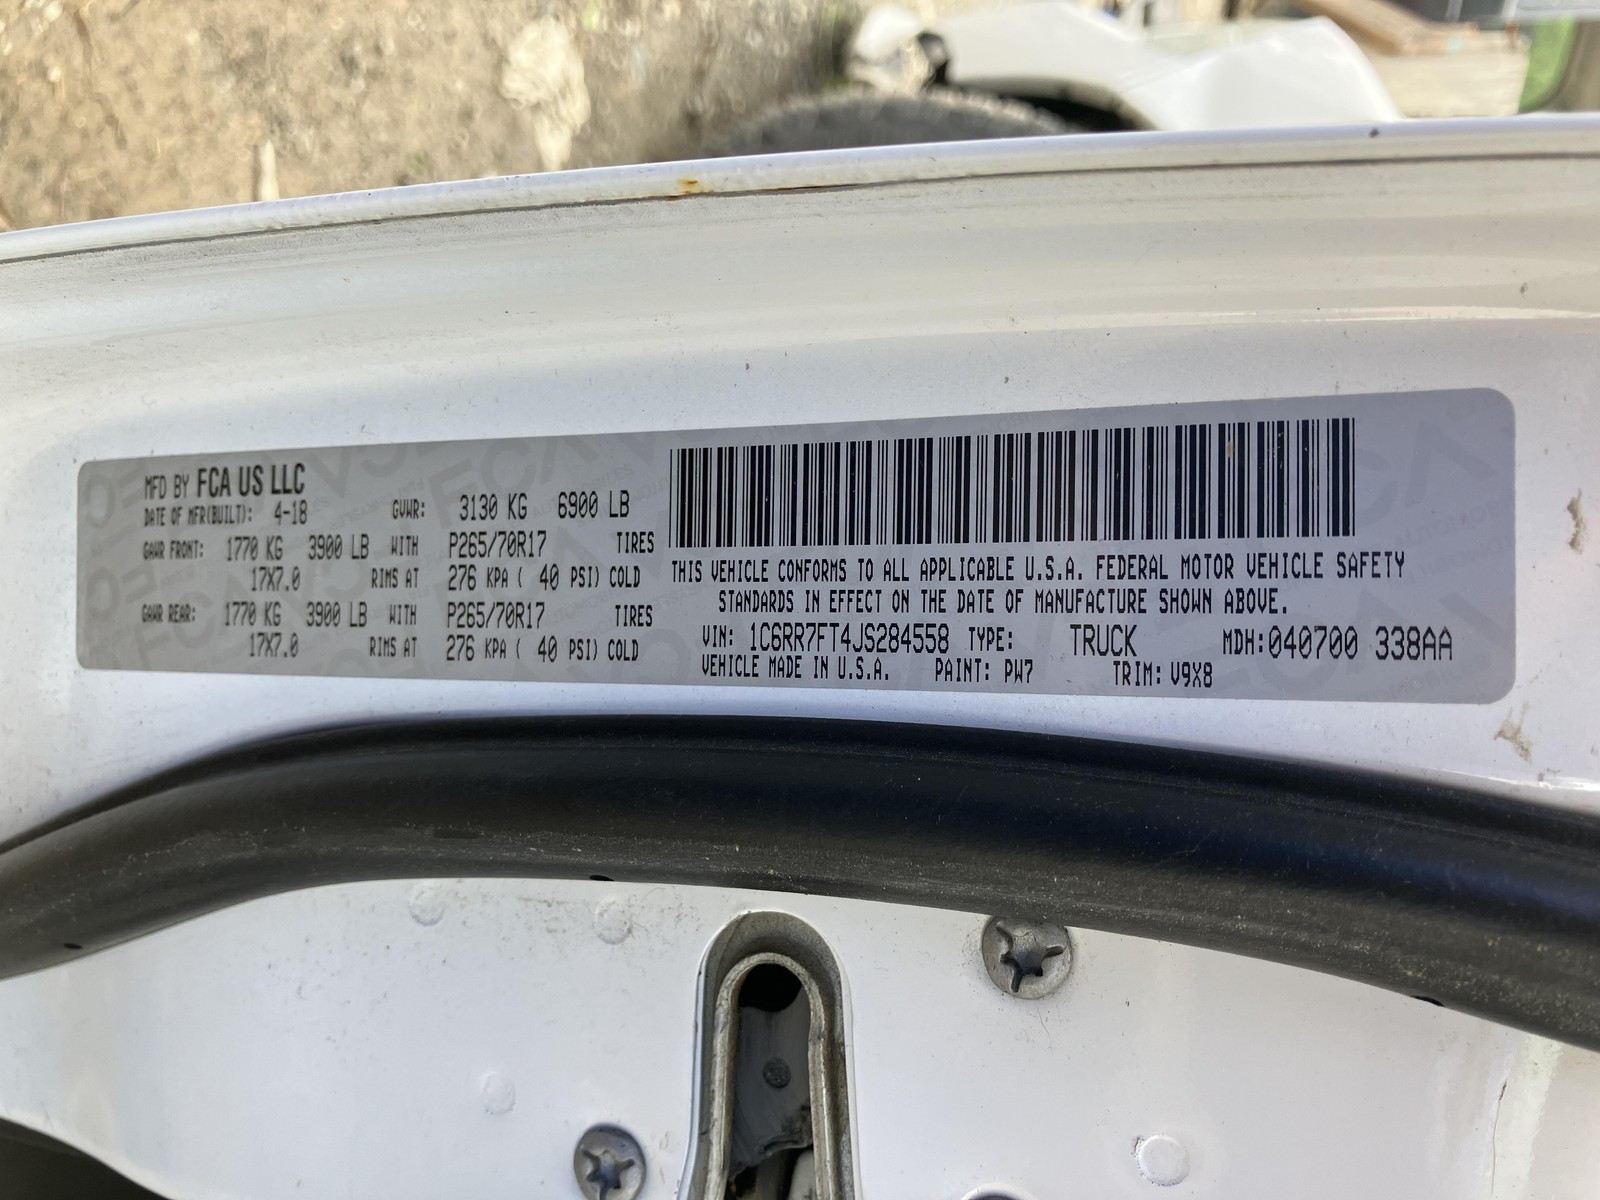 MFD BY FCA US LLC
DATE OF MFR(BUILT): 4-18 GVWR: 3130 KG 6900 LB
GAWR FRONT: 1770 KG 3900 LB WITH P265/70R17 TIRES
17X7.0 RIMS AT 276 KPA ( 40 PSI) COLD
GAWR REAR: 1770 KG 3900 LB WITH P265/70R17 TIRES
17X7.0 RIMS AT 276 KPA ( 40 PSI) COLD
THIS VEHICLE CONFORMS TO ALL APPLICABLE U.S.A. FEDERAL MOTOR VEHICLE SAFETY
STANDARDS IN EFFECT ON THE DATE OF MANUFACTURE SHOWN ABOVE.
VIN: 1C6RR7FT4JS284558 TYPE: TRUCK MDH:040700 338AA
VEHICLE MADE IN U.S.A. PAINT: PW7 TRIM: V9X8